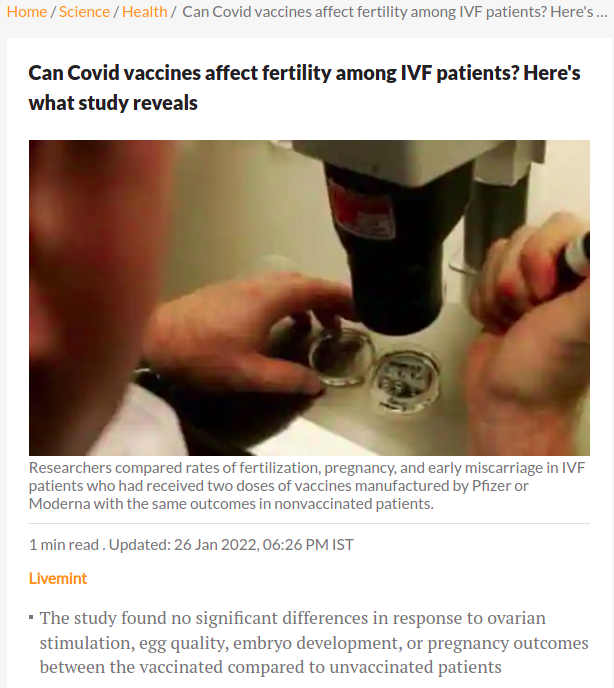 Home / Science / Health / Can Covid vaccines affect fertility among IVF patients? Here's ...
Can Covid vaccines affect fertility among IVF patients? Here's
what study reveals
Researchers compared rates of fertilization, pregnancy, and early miscarriage in IVF
patients who had received two doses of vaccines manufactured by Pfizer or
Moderna with the same outcomes in nonvaccinated patients.
1 min read . Updated: 26 Jan 2022, 06:26 PM IST
Livemint
The study found no significant differences in response to ovarian
stimulation, egg quality, embryo development, or pregnancy outcomes
between the vaccinated compared to unvaccinated patients